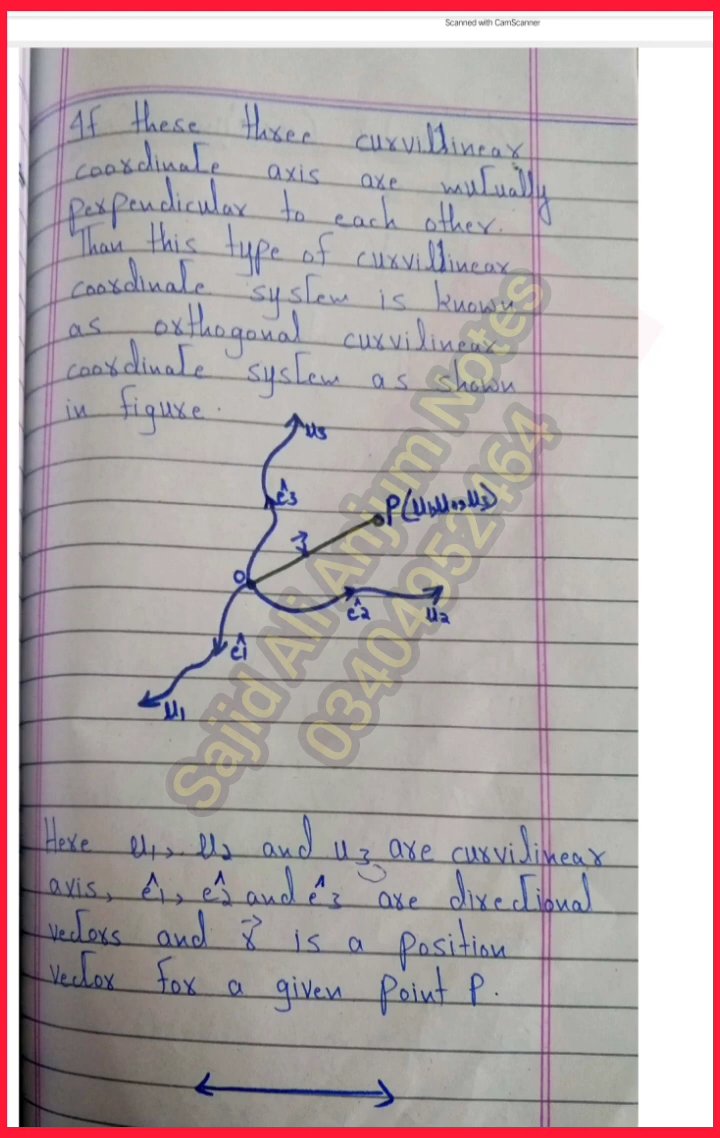 Scanned with CamScanner
If these three curvillinear
coordinate axis are mutually
perpendicular to each other.
Than this type of curvillinear
coordinate system is known
as orthogonal curvilinear
coordinate system as shown
in figure.
u3
ê3
P(u1,u2,u3)
r⃗
O
ê2
u2
ê1
u1
Sajid Ali Anjum Notes
03404952464
Here u1, u2 and u3 are curvilinear
axis, ê1, ê2 and ê3 are directional
vectors and r⃗ is a position
vector for a given point P.